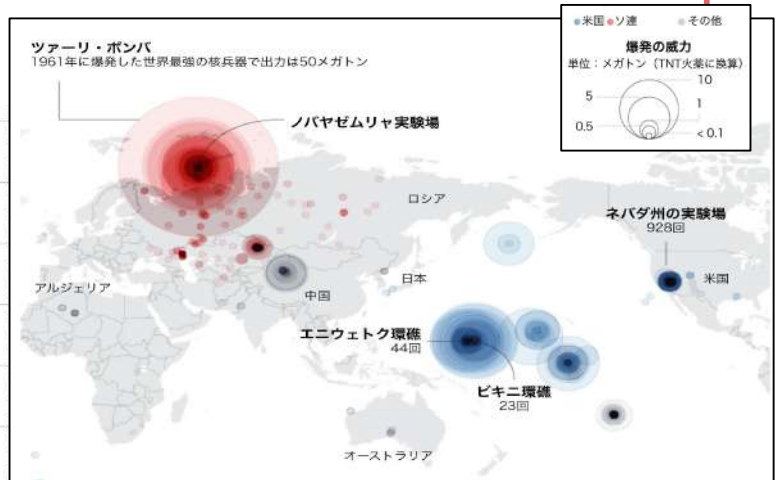 米国 ソ連 その他
爆発の威力
単位：メガトン（TNT火薬に換算）
10
5
1
0.5
<0.1
ツァーリ・ボンバ
1961年に爆発した世界最強の核兵器で出力は50メガトン
ノバヤゼムリャ実験場
ロシア
ネバダ州の実験場
928回
米国
アルジェリア
中国
日本
エニウェトク環礁
44回
ビキニ環礁
23回
オーストラリア